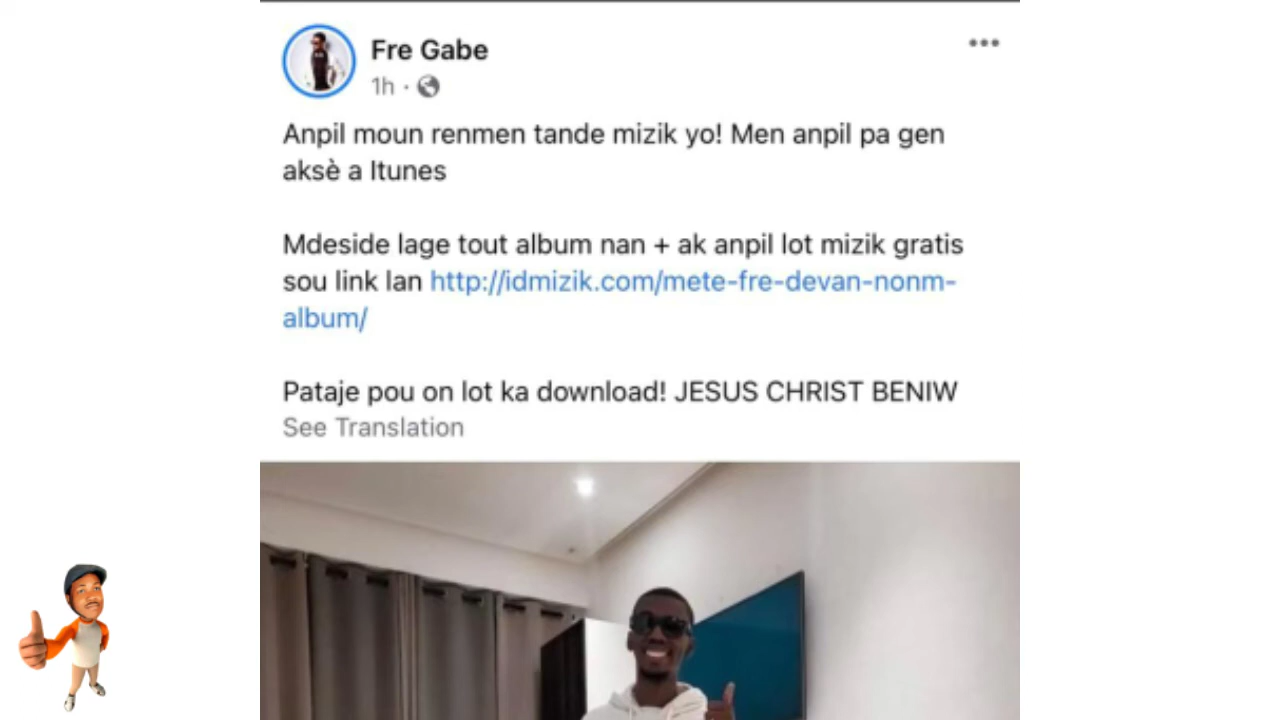 Fre Gabe
1h ·
Anpil moun renmen tande mizik yo! Men anpil pa gen
aksè a Itunes
Mdeside lage tout album nan + ak anpil lot mizik gratis
sou link lan http://idmizik.com/mete-fre-devan-nonm-
album/
Pataje pou on lot ka download! JESUS CHRIST BENIW
See Translation